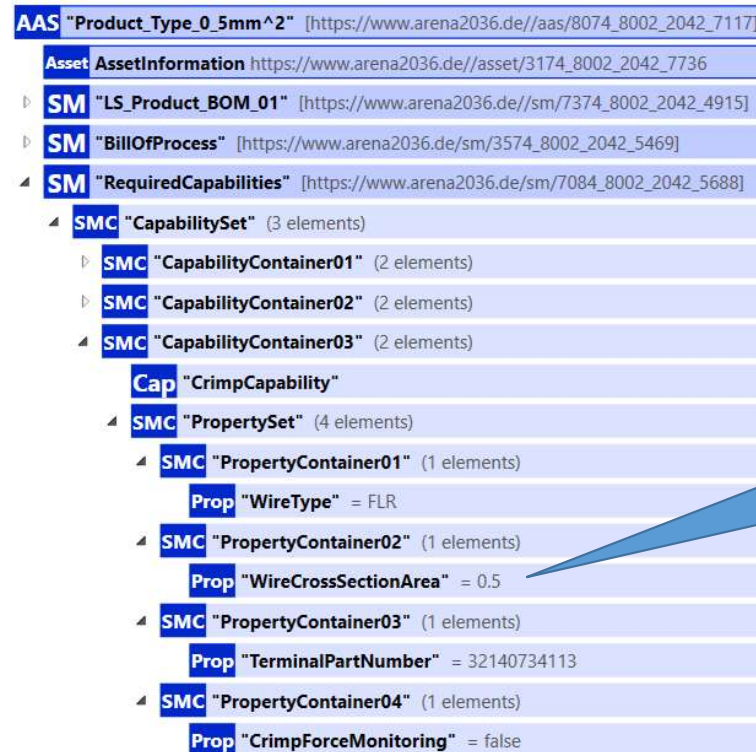 AAS "Product_Type_0_5mm^2" [https://www.arena2036.de//aas/8074_8002_2042_7117]
Asset AssetInformation https://www.arena2036.de//asset/3174_8002_2042_7736
SM "LS_Product_BOM_01" [https://www.arena2036.de//sm/7374_8002_2042_4915]
SM "BillOfProcess" [https://www.arena2036.de/sm/3574_8002_2042_5469]
SM "RequiredCapabilities" [https://www.arena2036.de/sm/7084_8002_2042_5688]
SMC "CapabilitySet" (3 elements)
SMC "CapabilityContainer01" (2 elements)
SMC "CapabilityContainer02" (2 elements)
SMC "CapabilityContainer03" (2 elements)
Cap "CrimpCapability"
SMC "PropertySet" (4 elements)
SMC "PropertyContainer01" (1 elements)
Prop "WireType" = FLR
SMC "PropertyContainer02" (1 elements)
Prop "WireCrossSectionArea" = 0.5
SMC "PropertyContainer03" (1 elements)
Prop "TerminalPartNumber" = 32140734113
SMC "PropertyContainer04" (1 elements)
Prop "CrimpForceMonitoring" = false